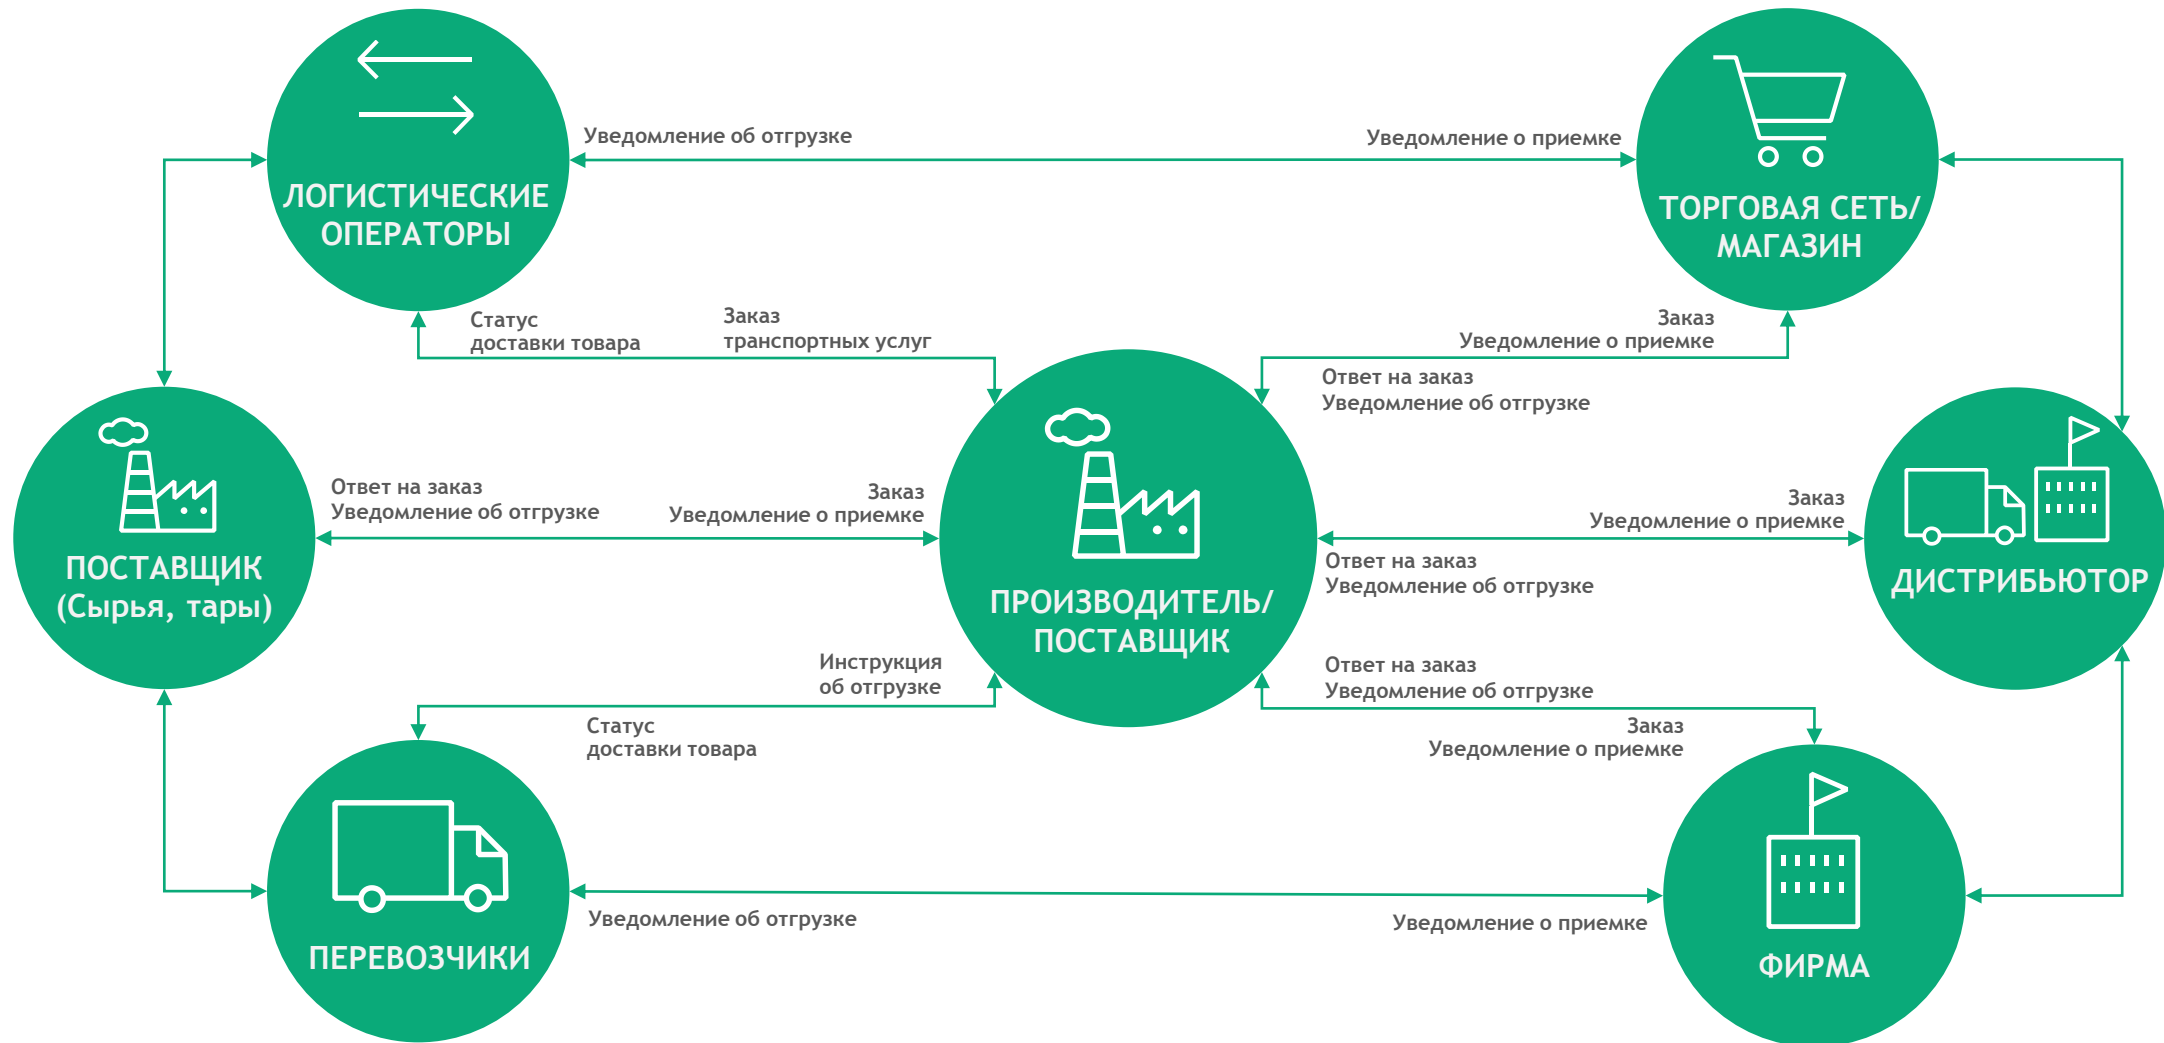 Уведомление об отгрузке
Уведомление о приемке
ЛОГИСТИЧЕСКИЕ
ОПЕРАТОРЫ
ТОРГОВАЯ СЕТЬ/
МАГАЗИН
Статус
доставки товара
Заказ
транспортных услуг
Заказ
Уведомление о приемке
Ответ на заказ
Уведомление об отгрузке
ПОСТАВЩИК
(Сырья, тары)
Ответ на заказ
Уведомление об отгрузке
Заказ
Уведомление о приемке
ПРОИЗВОДИТЕЛЬ/
ПОСТАВЩИК
Заказ
Уведомление о приемке
Ответ на заказ
Уведомление об отгрузке
ДИСТРИБЬЮТОР
Инструкция
об отгрузке
Статус
доставки товара
Ответ на заказ
Уведомление об отгрузке
Заказ
Уведомление о приемке
ПЕРЕВОЗЧИКИ
Уведомление об отгрузке
Уведомление о приемке
ФИРМА